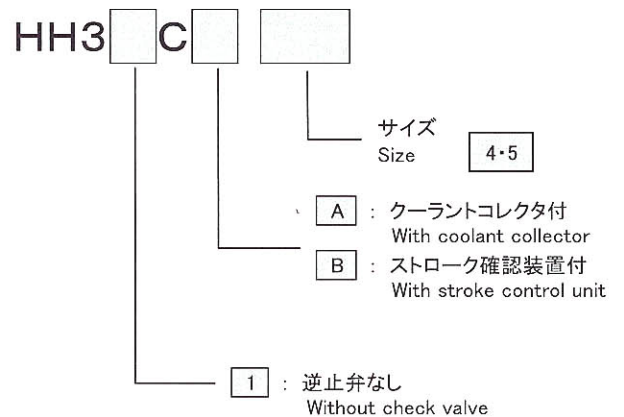 HH3 C
サイズ
Size
4・5
A : クーラントコレクタ付
With coolant collector
B : ストローク確認装置付
With stroke control unit
1 : 逆止弁なし
Without check valve